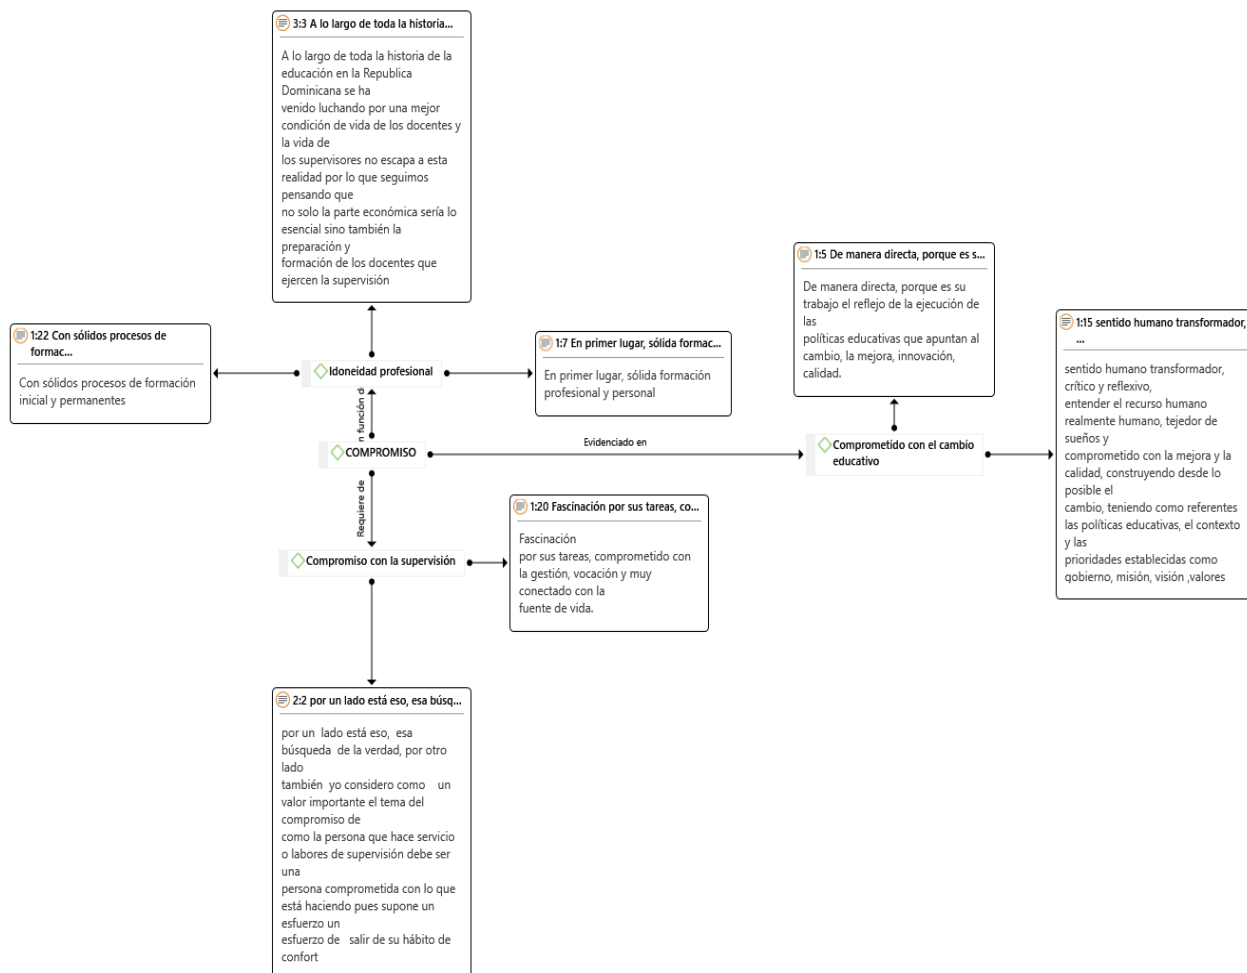 3:3 A lo largo de toda la historia...
A lo largo de toda la historia de la
educación en la Republica
Dominicana se ha
venido luchando por una mejor
condición de vida de los docentes y
la vida de
los supervisores no escapa a esta
realidad por lo que seguimos
pensando que
no solo la parte económica sería lo
esencial sino también la
preparación y
formación de los docentes que
ejercen la supervisión
1:22 Con sólidos procesos de
formac...
Con sólidos procesos de formación
inicial y permanentes
Idoneidad profesional
1:7 En primer lugar, sólida formac...
En primer lugar, sólida formación
profesional y personal
1:5 De manera directa, porque es s...
De manera directa, porque es su
trabajo el reflejo de la ejecución de
las
políticas educativas que apuntan al
cambio, la mejora, innovación,
calidad.
1:15 sentido humano transformador,
...
sentido humano transformador,
crítico y reflexivo,
entender el recurso humano
realmente humano, tejedor de
sueños y
comprometido con la mejora y la
calidad, construyendo desde lo
posible el
cambio, teniendo como referentes
las políticas educativas, el contexto
y las
prioridades establecidas como
gobierno, misión, visión ,valores
n función d
COMPROMISO
Evidenciado en
Comprometido con el cambio
educativo
Requiere de
Compromiso con la supervisión
1:20 Fascinación por sus tareas, co...
Fascinación
por sus tareas, comprometido con
la gestión, vocación y muy
conectado con la
fuente de vida.
2:2 por un lado está eso, esa búsq...
por un lado está eso, esa
búsqueda de la verdad, por otro
lado
también yo considero como un
valor importante el tema del
compromiso de
como la persona que hace servicio
o labores de supervisión debe ser
una
persona comprometida con lo que
está haciendo pues supone un
esfuerzo un
esfuerzo de salir de su hábito de
confort